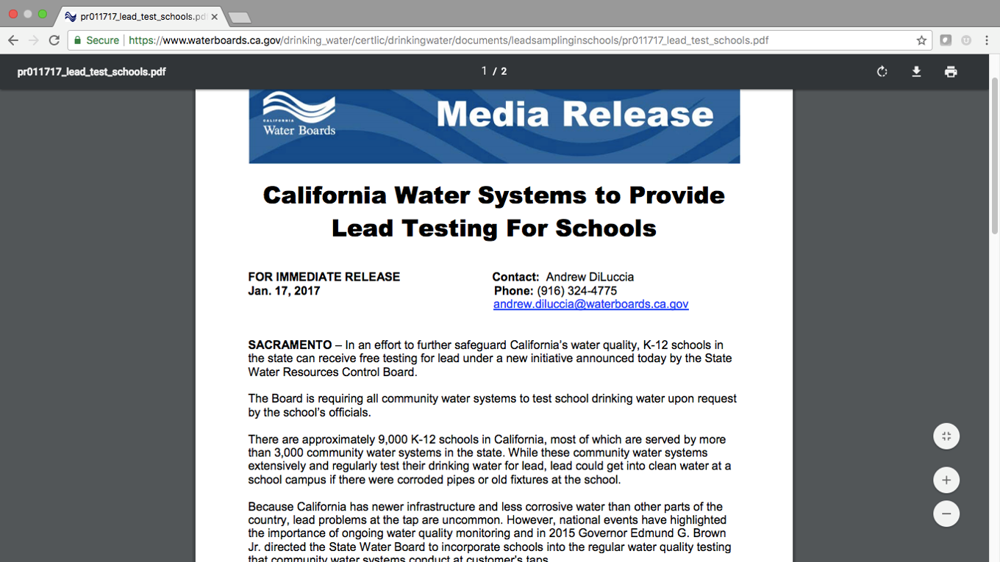 pr011717_lead_test_schools.pdf
Secure https://www.waterboards.ca.gov/drinking_water/certlic/drinkingwater/documents/leadsamplinginschools/pr011717_lead_test_schools.pdf
pr011717_lead_test_schools.pdf 1 / 2
CALIFORNIA
Water Boards
Media Release
California Water Systems to Provide
Lead Testing For Schools
FOR IMMEDIATE RELEASE Contact: Andrew DiLuccia
Jan. 17, 2017 Phone: (916) 324-4775
andrew.diluccia@waterboards.ca.gov
SACRAMENTO – In an effort to further safeguard California’s water quality, K-12 schools in
the state can receive free testing for lead under a new initiative announced today by the State
Water Resources Control Board.
The Board is requiring all community water systems to test school drinking water upon request
by the school’s officials.
There are approximately 9,000 K-12 schools in California, most of which are served by more
than 3,000 community water systems in the state. While these community water systems
extensively and regularly test their drinking water for lead, lead could get into clean water at a
school campus if there were corroded pipes or old fixtures at the school.
Because California has newer infrastructure and less corrosive water than other parts of the
country, lead problems at the tap are uncommon. However, national events have highlighted
the importance of ongoing water quality monitoring and in 2015 Governor Edmund G. Brown
Jr. directed the State Water Board to incorporate schools into the regular water quality testing
that community water systems conduct at customer’s taps.